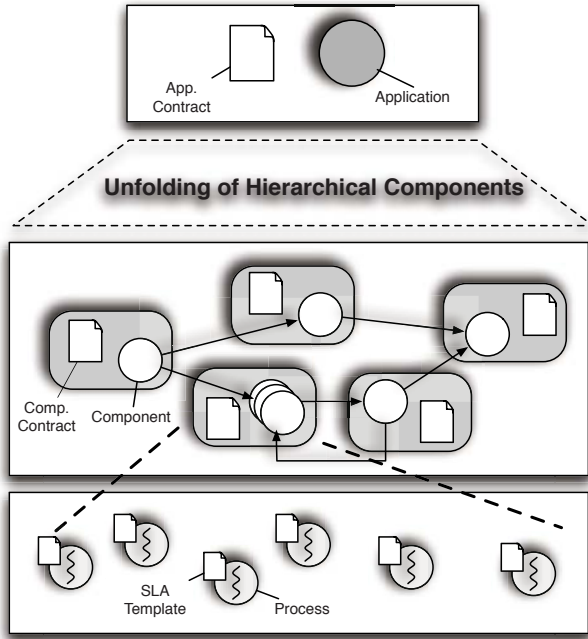 App.
Contract
Application
Unfolding of Hierarchical Components
Comp.
Contract
Component
SLA
Template
Process